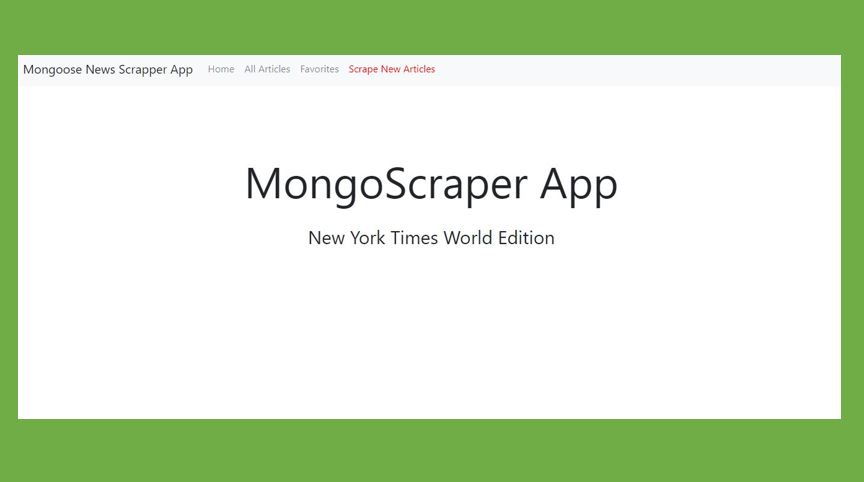 Mongoose News Scrapper App Home All Articles Favorites Scrape New Articles
MongoScraper App
New York Times World Edition